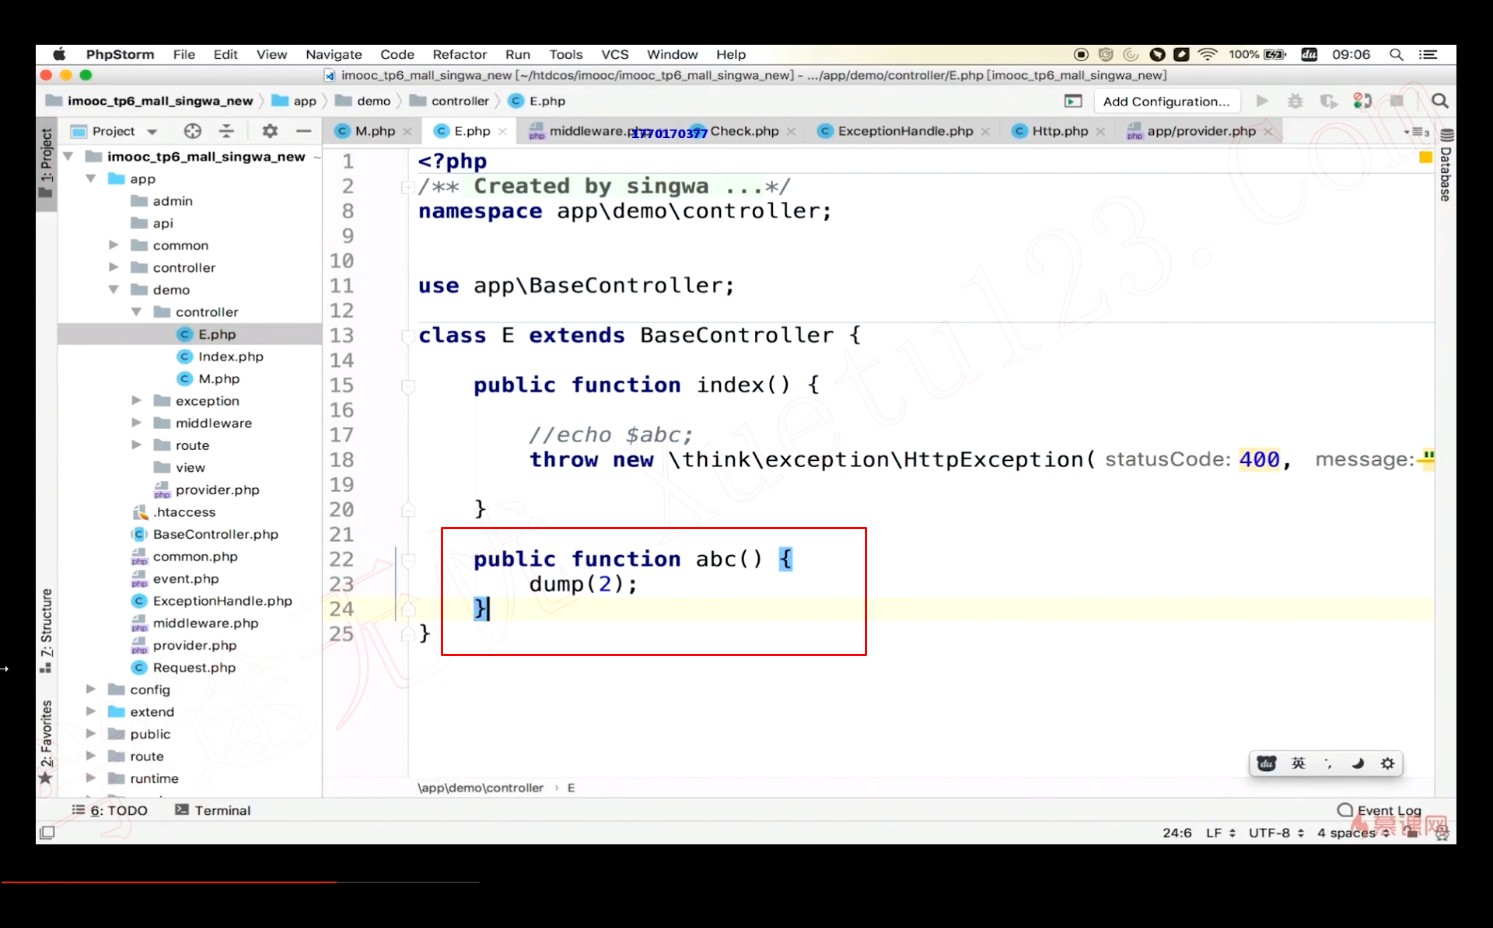 PhpStorm File Edit View Navigate Code Refactor Run Tools VCS Window Help 100% du 09:06
imooc_tp6_mall_singwa_new [~/htdcos/imooc/imooc_tp6_mall_singwa_new] - .../app/demo/controller/E.php [imooc_tp6_mall_singwa_new]
imooc_tp6_mall_singwa_new app demo controller E.php Add Configuration...
Project M.php E.php middleware.php Check.php ExceptionHandle.php Http.php app/provider.php
1770170377
1: Project
Z: Structure
2: Favorites
Database
imooc_tp6_mall_singwa_new ~
app
admin
api
common
controller
demo
controller
E.php
Index.php
M.php
exception
middleware
route
view
provider.php
.htaccess
BaseController.php
common.php
event.php
ExceptionHandle.php
middleware.php
provider.php
Request.php
config
extend
public
route
runtime
1 <?php
2 /** Created by singwa ...*/
8 namespace app\demo\controller;
9
10
11 use app\BaseController;
12
13 class E extends BaseController {
14
15 public function index() {
16
17 //echo $abc;
18 throw new \think\exception\HttpException( statusCode: 400, message: "
19
20 }
21
22 public function abc() {
23 dump(2);
24 }
25 }
\app\demo\controller › E
du 英
6: TODO Terminal Event Log
24:6 LF UTF-8 4 spaces
慕课网
xuetu123.com